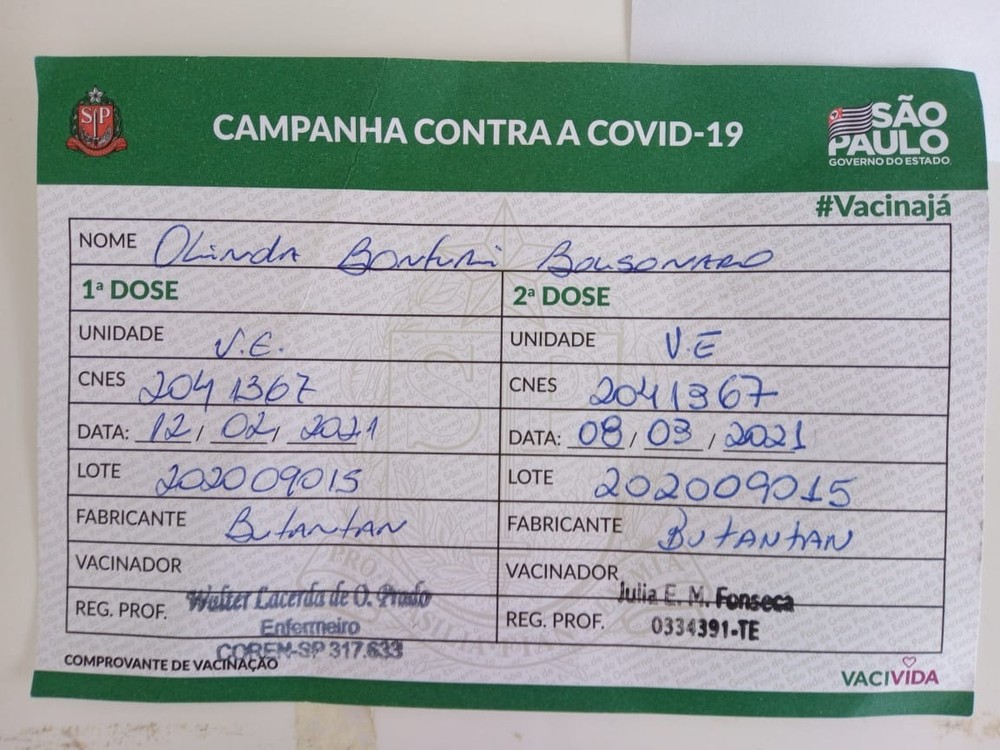 SP
CAMPANHA CONTRA A COVID-19
SÃO
PAULO
GOVERNO DO ESTADO
#Vacinajá
NOME Olinda Bonturi Bolsonaro
1ª DOSE 2ª DOSE
UNIDADE V.E. UNIDADE V.E
CNES 2041367 CNES 2041367
DATA: 12/02/2021 DATA: 08/03/2021
LOTE 202009015 LOTE 202009015
FABRICANTE Butantan FABRICANTE Butantan
VACINADOR VACINADOR Julia E. M. Fonseca
REG. PROF. Walter Lacerda de O. Prado REG. PROF. 0334391-TE
Enfermeiro
COREN-SP 317.633
COMPROVANTE DE VACINAÇÃO
VACIVIDA